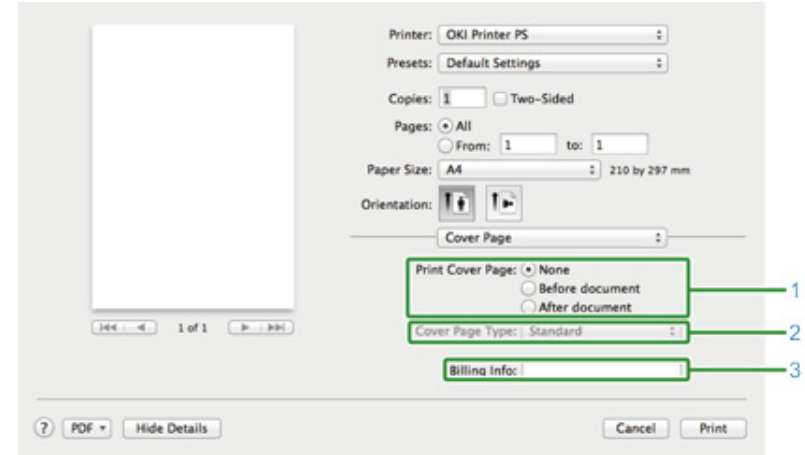 Printer: OKI Printer PS
Presets: Default Settings
Copies: 1 Two-Sided
Pages: All
From: 1 to: 1
Paper Size: A4 210 by 297 mm
Orientation:
Cover Page
Print Cover Page: None
Before document
After document
1
1 of 1
Cover Page Type: Standard
2
Billing Info:
3
? PDF Hide Details Cancel Print